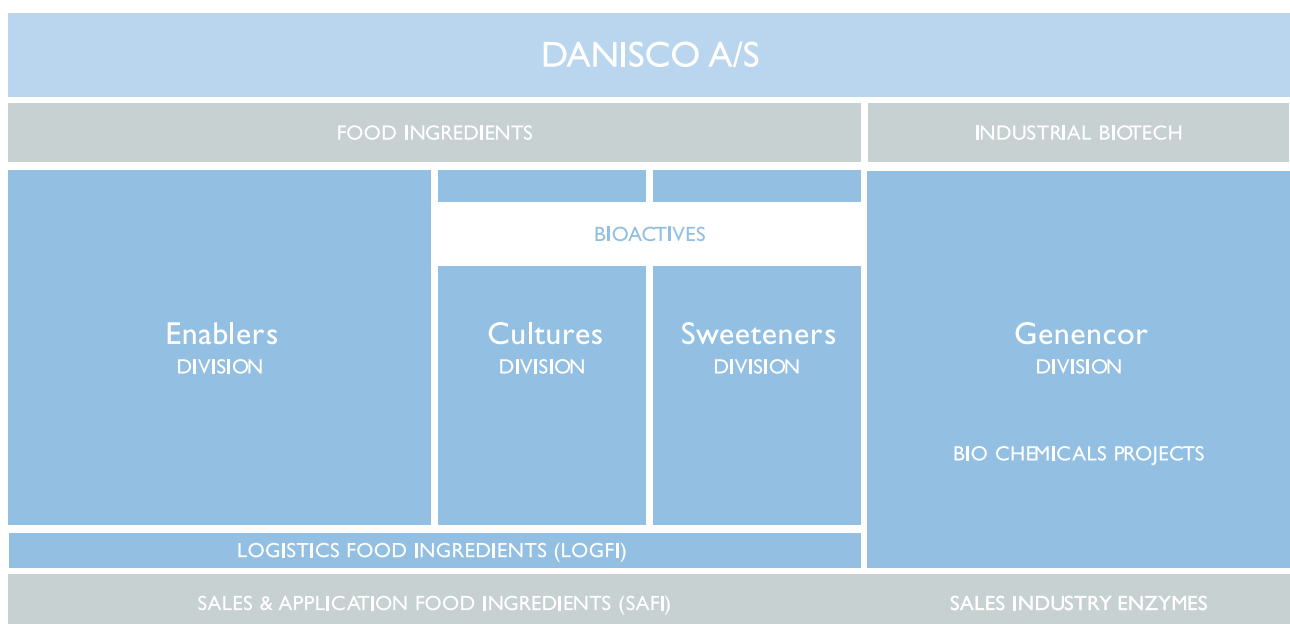 DANISCO A/S
FOOD INGREDIENTS
INDUSTRIAL BIOTECH
BIOACTIVES
Enablers
DIVISION
Cultures
DIVISION
Sweeteners
DIVISION
Genencor
DIVISION
BIO CHEMICALS PROJECTS
LOGISTICS FOOD INGREDIENTS (LOGFI)
SALES & APPLICATION FOOD INGREDIENTS (SAFI)
SALES INDUSTRY ENZYMES